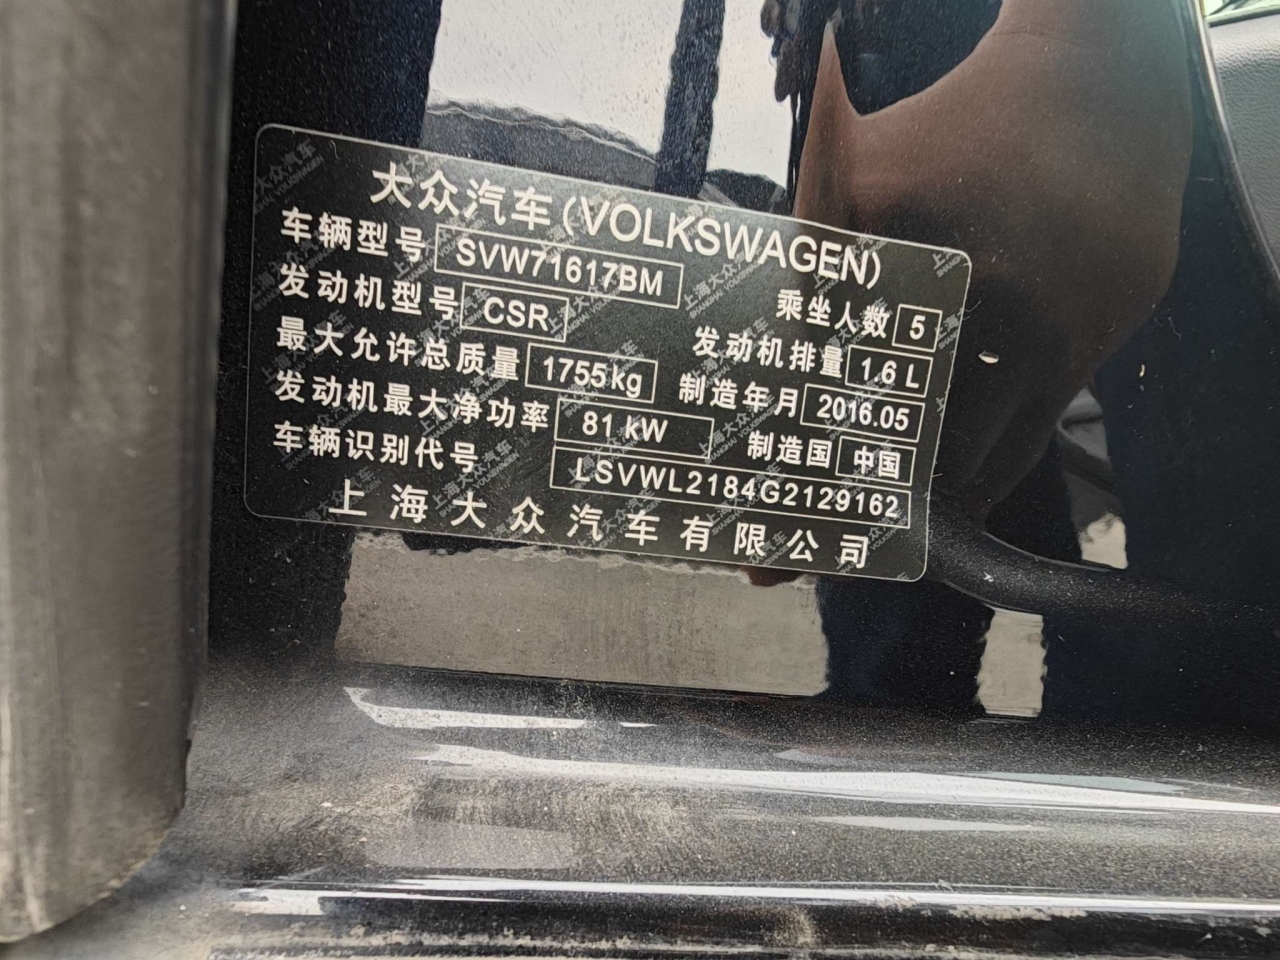 大众汽车(VOLKSWAGEN)
车辆型号 SVW71617BM 乘坐人数 5
发动机型号 CSR 发动机排量 1.6 L
最大允许总质量 1755kg 制造年月 2016.05
发动机最大净功率 81 kW 制造国 中国
车辆识别代号 LSVWL2184G2129162
上海大众汽车有限公司